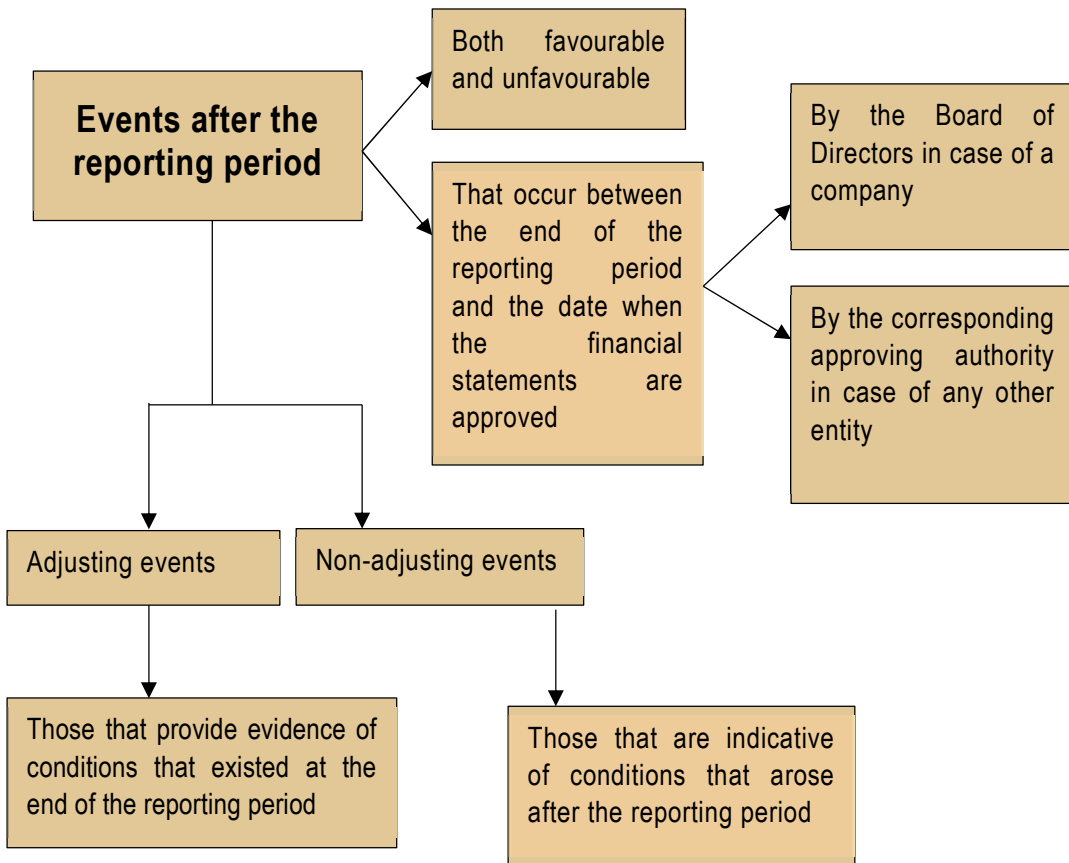 Events after the
reporting period
Both favourable
and unfavourable
That occur between
the end of the
reporting period
and the date when
the financial
statements are
approved
By the Board of
Directors in case of a
company
By the corresponding
approving authority
in case of any other
entity
Adjusting events
Non-adjusting events
Those that provide evidence of
conditions that existed at the
end of the reporting period
Those that are indicative
of conditions that arose
after the reporting period